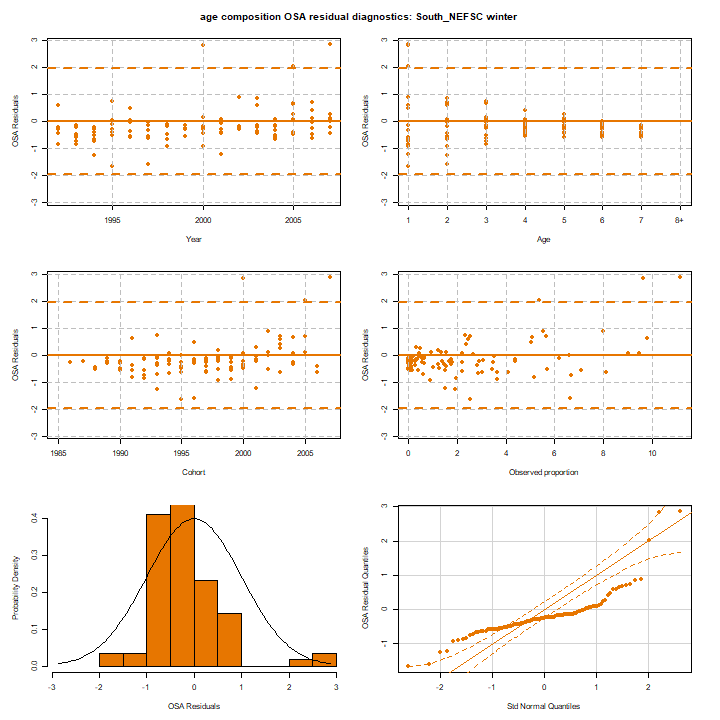 age composition OSA residual diagnostics: South_NEFSC winter
OSA Residuals
3
2
1
0
-1
-2
-3
1995 2000 2005
Year
OSA Residuals
3
2
1
0
-1
-2
-3
1 2 3 4 5 6 7 8+
Age
OSA Residuals
3
2
1
0
-1
-2
-3
1985 1990 1995 2000 2005
Cohort
OSA Residuals
3
2
1
0
-1
-2
-3
0 2 4 6 8 10
Observed proportion
Probability Density
0.4
0.3
0.2
0.1
0.0
-3 -2 -1 0 1 2 3
OSA Residuals
OSA Residual Quantiles
3
2
1
0
-1
-2 -1 0 1 2
Std Normal Quantiles